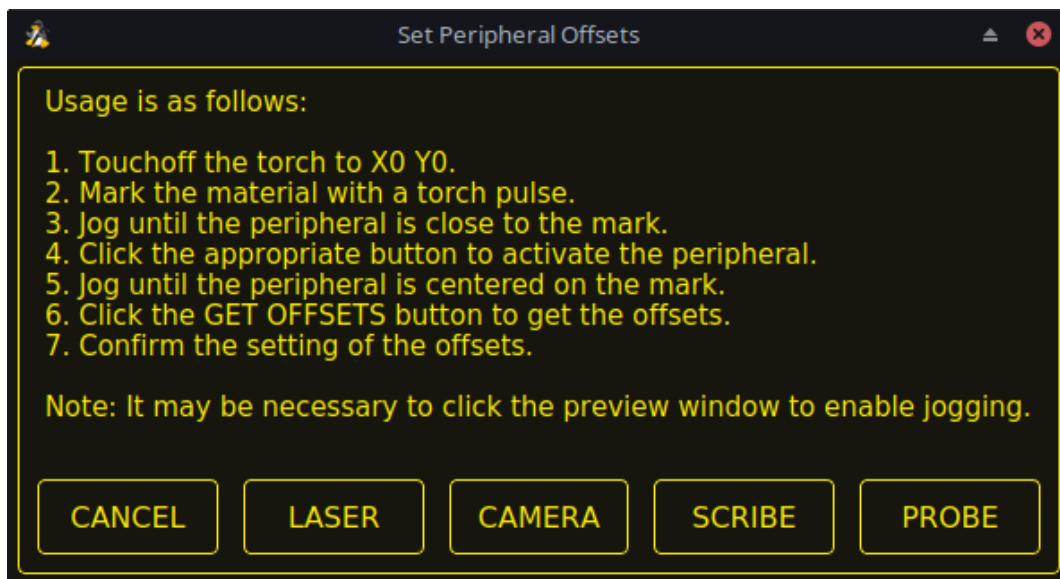 Set Peripheral Offsets
Usage is as follows:
1. Touchoff the torch to X0 Y0.
2. Mark the material with a torch pulse.
3. Jog until the peripheral is close to the mark.
4. Click the appropriate button to activate the peripheral.
5. Jog until the peripheral is centered on the mark.
6. Click the GET OFFSETS button to get the offsets.
7. Confirm the setting of the offsets.
Note: It may be necessary to click the preview window to enable jogging.
CANCEL LASER CAMERA SCRIBE PROBE